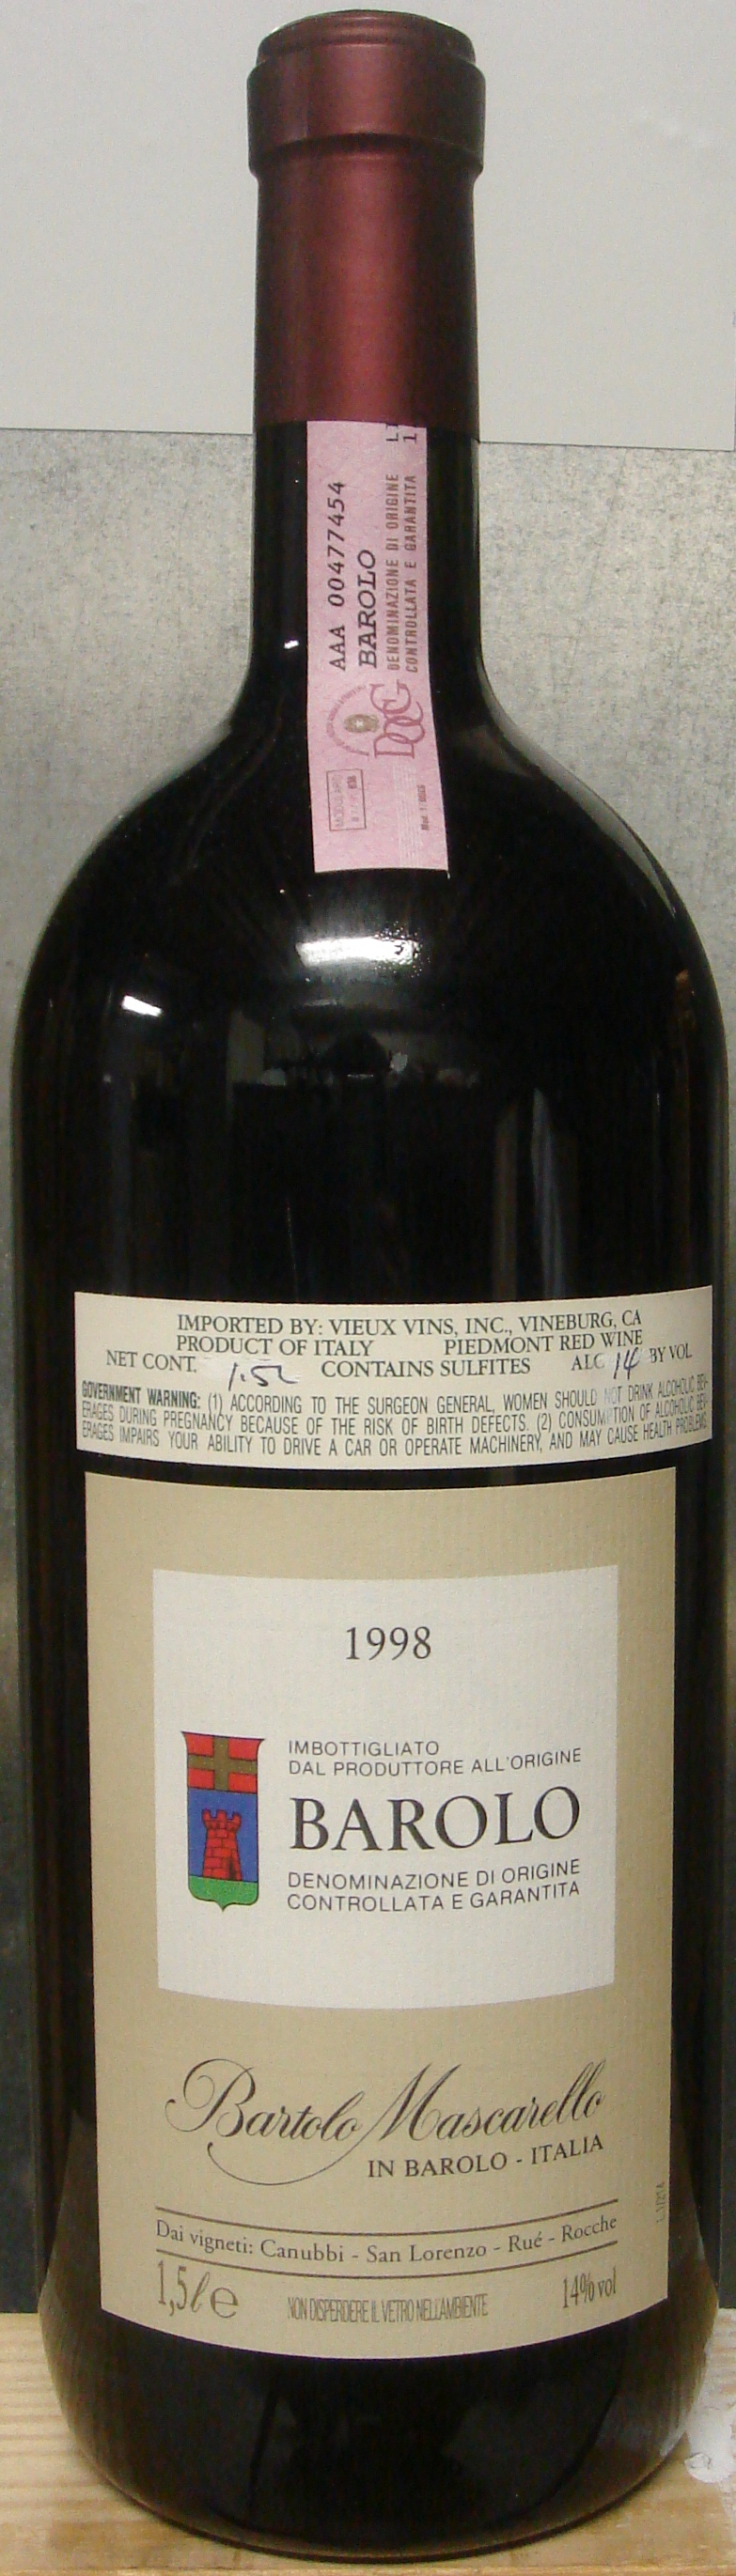 AAA 00477454
BAROLO
DENOMINAZIONE DI ORIGINE
CONTROLLATA E GARANTITA
DOCG
IMPORTED BY: VIEUX VINS, INC., VINEBURG, CA
PRODUCT OF ITALY PIEDMONT RED WINE
NET CONT. 1.5L CONTAINS SULFITES ALC 14 BY VOL
GOVERNMENT WARNING: (1) ACCORDING TO THE SURGEON GENERAL, WOMEN SHOULD NOT DRINK ALCOHOLIC BEV-
ERAGES DURING PREGNANCY BECAUSE OF THE RISK OF BIRTH DEFECTS. (2) CONSUMPTION OF ALCOHOLIC BEV-
ERAGES IMPAIRS YOUR ABILITY TO DRIVE A CAR OR OPERATE MACHINERY, AND MAY CAUSE HEALTH PROBLEMS.
1998
IMBOTTIGLIATO
DAL PRODUTTORE ALL'ORIGINE
BAROLO
DENOMINAZIONE DI ORIGINE
CONTROLLATA E GARANTITA
Bartolo Mascarello
IN BAROLO - ITALIA
Dai vigneti: Canubbi - San Lorenzo - Rué - Rocche
1,5 l e NON DISPERDERE IL VETRO NELL'AMBIENTE 14% vol